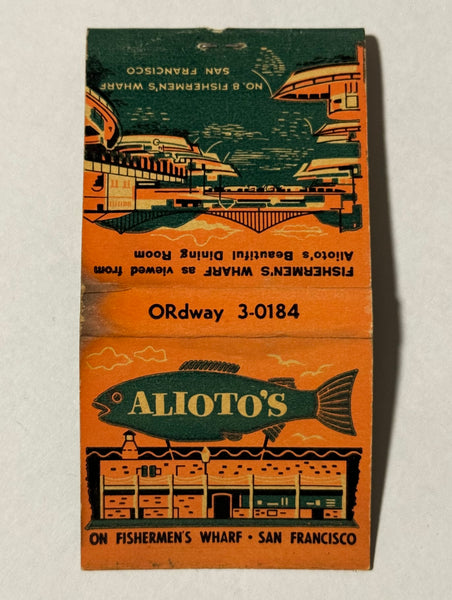 NO. 8 FISHERMEN'S WHARF
SAN FRANCISCO
FISHERMEN'S WHARF as viewed from
Alioto's Beautiful Dining Room
ORdway 3-0184
ALIOTO'S
ON FISHERMEN'S WHARF · SAN FRANCISCO